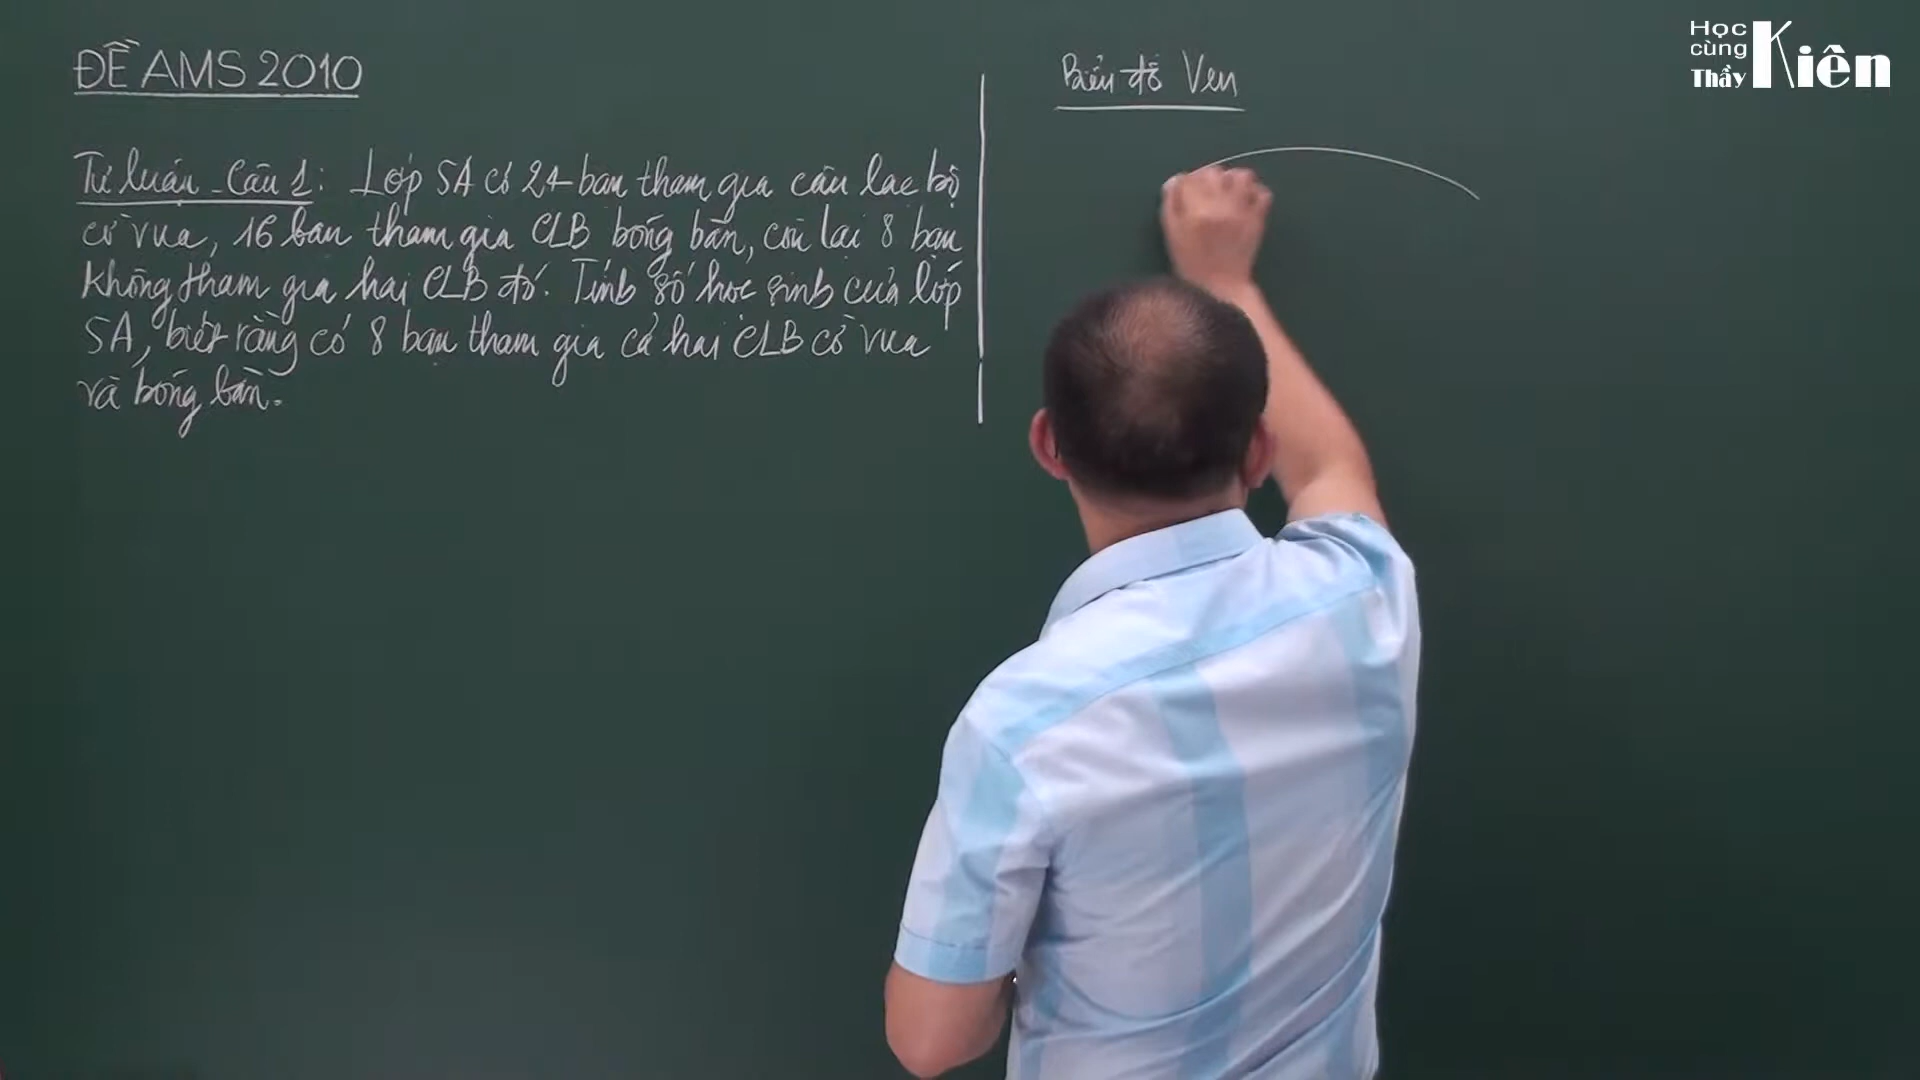 ĐỀ AMS 2010
Tự luận - Câu 1: Lớp 5A có 24 bạn tham gia câu lạc bộ
cờ vua, 16 bạn tham gia CLB bóng bàn, còn lại 8 bạn
không tham gia hai CLB đó. Tính số học sinh của lớp
5A, biết rằng có 8 bạn tham gia cả hai CLB cờ vua
và bóng bàn.
Biểu đồ Ven
Học
cùng
Thầy Kiên